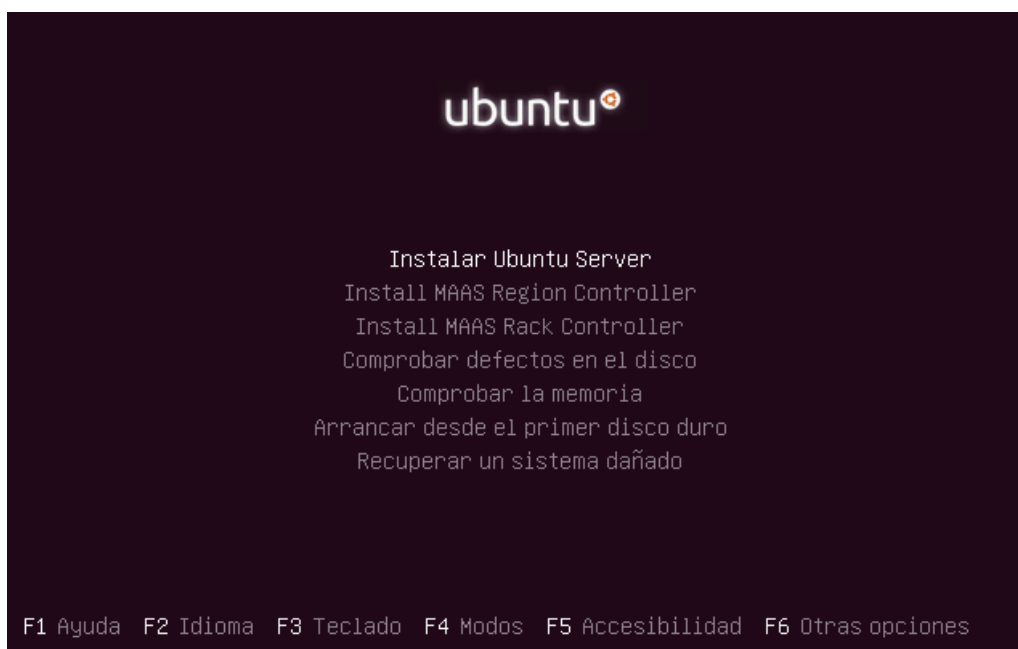 ubuntu
Instalar Ubuntu Server
Install MAAS Region Controller
Install MAAS Rack Controller
Comprobar defectos en el disco
Comprobar la memoria
Arrancar desde el primer disco duro
Recuperar un sistema dañado
F1 Ayuda F2 Idioma F3 Teclado F4 Modos F5 Accesibilidad F6 Otras opciones